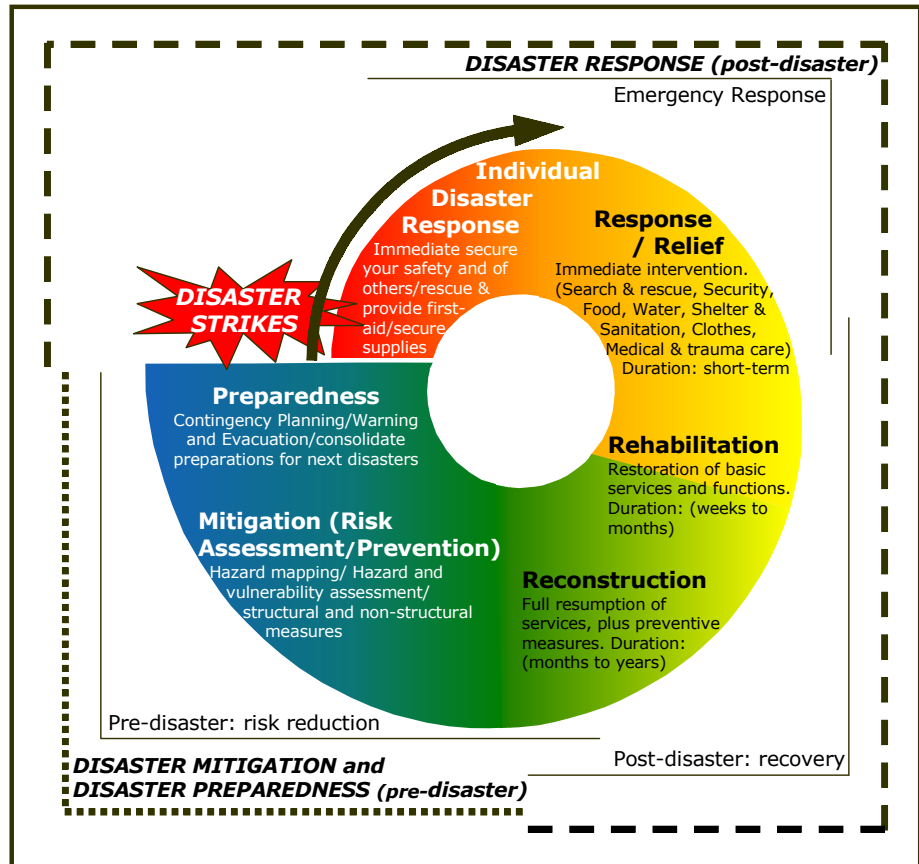 DISASTER RESPONSE (post-disaster)
Emergency Response
Individual
Disaster
Response
Immediate secure
your safety and of
others/rescue &
provide first-
aid/secure
supplies
Response
/ Relief
Immediate intervention.
(Search & rescue, Security,
Food, Water, Shelter &
Sanitation, Clothes,
Medical & trauma care)
Duration: short-term
DISASTER
STRIKES
Preparedness
Contingency Planning/Warning
and Evacuation/consolidate
preparations for next disasters
Rehabilitation
Restoration of basic
services and functions.
Duration: (weeks to
months)
Mitigation (Risk
Assessment/Prevention)
Hazard mapping/ Hazard and
vulnerability assessment/
structural and non-structural
measures
Reconstruction
Full resumption of
services, plus preventive
measures. Duration:
(months to years)
Pre-disaster: risk reduction
Post-disaster: recovery
DISASTER MITIGATION and
DISASTER PREPAREDNESS (pre-disaster)